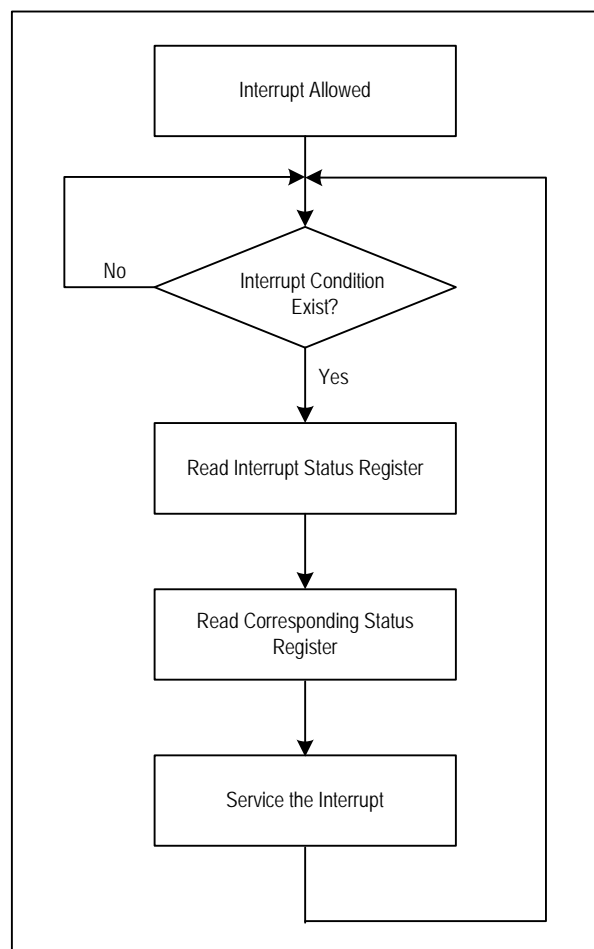 Interrupt Allowed
No
Interrupt Condition
Exist?
Yes
Read Interrupt Status Register
Read Corresponding Status
Register
Service the Interrupt